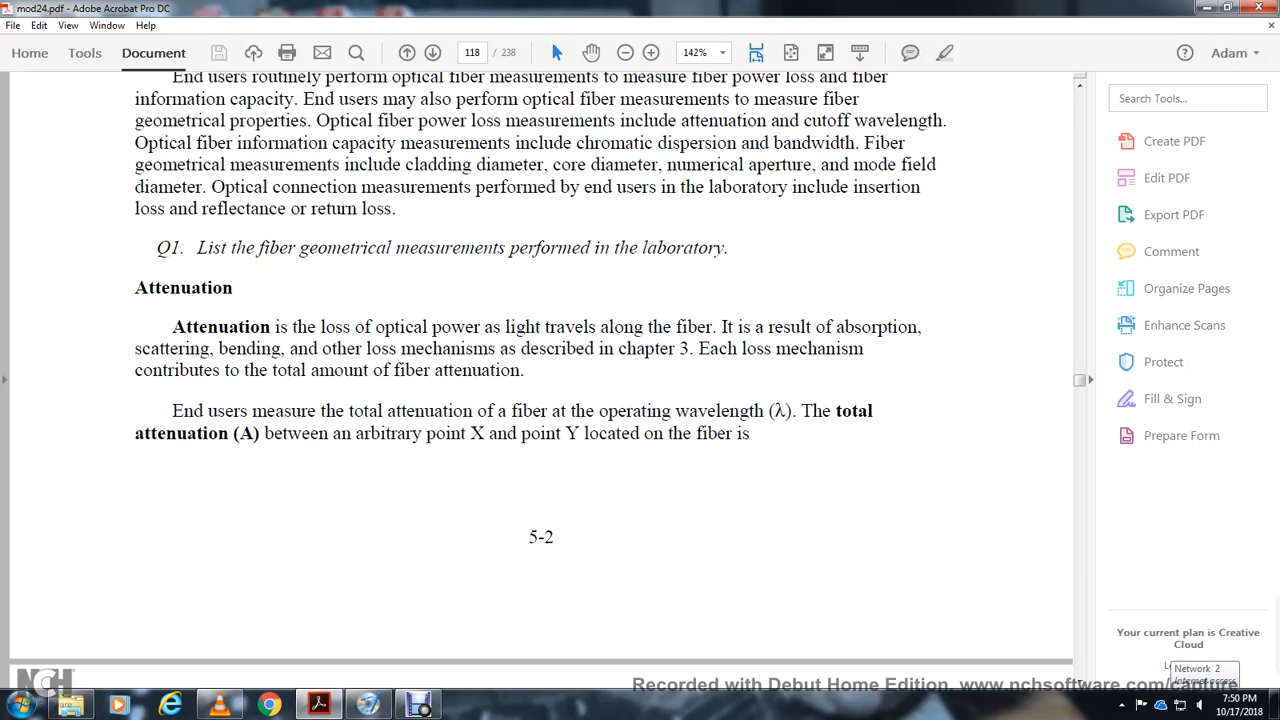 mod24.pdf - Adobe Acrobat Pro DC
File Edit View Window Help
Home Tools Document 118 / 238 142% Adam
End users routinely perform optical fiber measurements to measure fiber power loss and fiber
information capacity. End users may also perform optical fiber measurements to measure fiber
geometrical properties. Optical fiber power loss measurements include attenuation and cutoff wavelength.
Optical fiber information capacity measurements include chromatic dispersion and bandwidth. Fiber
geometrical measurements include cladding diameter, core diameter, numerical aperture, and mode field
diameter. Optical connection measurements performed by end users in the laboratory include insertion
loss and reflectance or return loss.
Q1. List the fiber geometrical measurements performed in the laboratory.
Attenuation
Attenuation is the loss of optical power as light travels along the fiber. It is a result of absorption,
scattering, bending, and other loss mechanisms as described in chapter 3. Each loss mechanism
contributes to the total amount of fiber attenuation.
End users measure the total attenuation of a fiber at the operating wavelength (λ). The total
attenuation (A) between an arbitrary point X and point Y located on the fiber is
5-2
Search Tools...
Create PDF
Edit PDF
Export PDF
Comment
Organize Pages
Enhance Scans
Protect
Fill & Sign
Prepare Form
Your current plan is Creative
Cloud
Network 2
Internet access
NCH
Recorded with Debut Home Edition. www.nchsoftware.com/capture
7:50 PM
10/17/2018